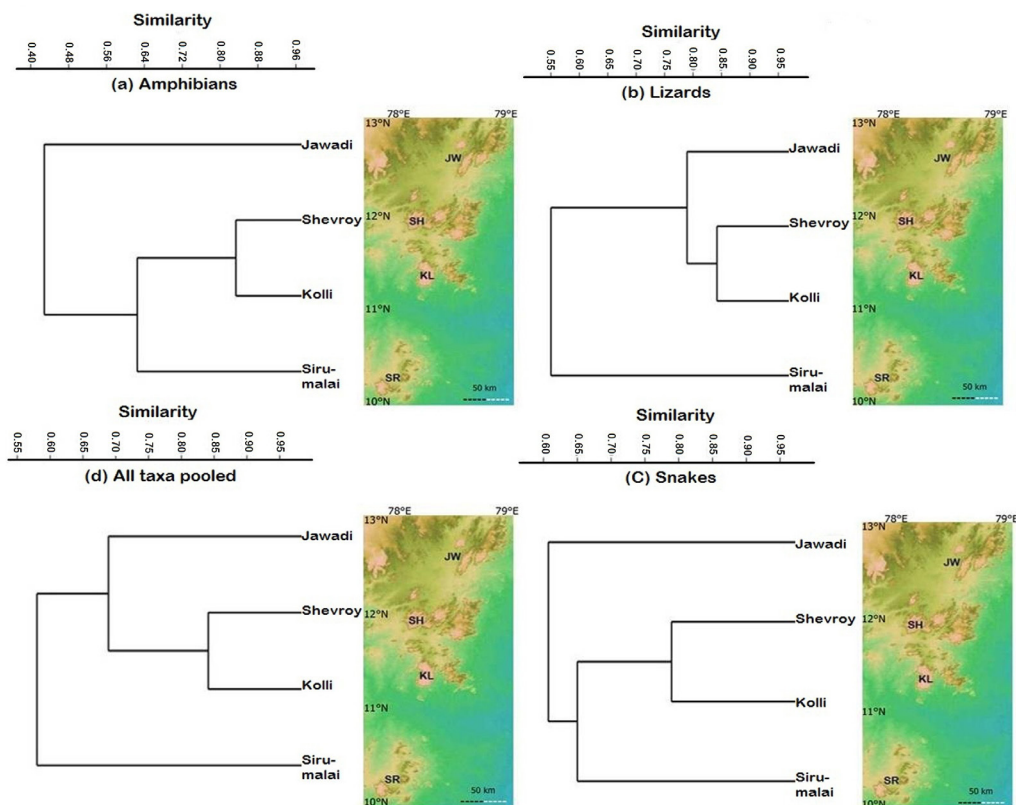 Similarity
0.40 0.48 0.56 0.64 0.72 0.80 0.88 0.96
(a) Amphibians
Jawadi
Shevroy
Kolli
Siru-
malai
78°E 79°E
13°N
JW
12°N
SH
KL
11°N
SR
50 km
10°N
Similarity
0.55 0.60 0.65 0.70 0.75 0.80 0.85 0.90 0.95
(b) Lizards
Jawadi
Shevroy
Kolli
Siru-
malai
78°E 79°E
13°N
JW
12°N
SH
KL
11°N
SR
50 km
10°N
Similarity
0.55 0.60 0.65 0.70 0.75 0.80 0.85 0.90 0.95
(d) All taxa pooled
Jawadi
Shevroy
Kolli
Siru-
malai
78°E 79°E
13°N
JW
12°N
SH
KL
11°N
SR
50 km
10°N
Similarity
0.60 0.65 0.70 0.75 0.80 0.85 0.90 0.95
(C) Snakes
Jawadi
Shevroy
Kolli
Siru-
malai
78°E 79°E
13°N
JW
12°N
SH
KL
11°N
SR
50 km
10°N